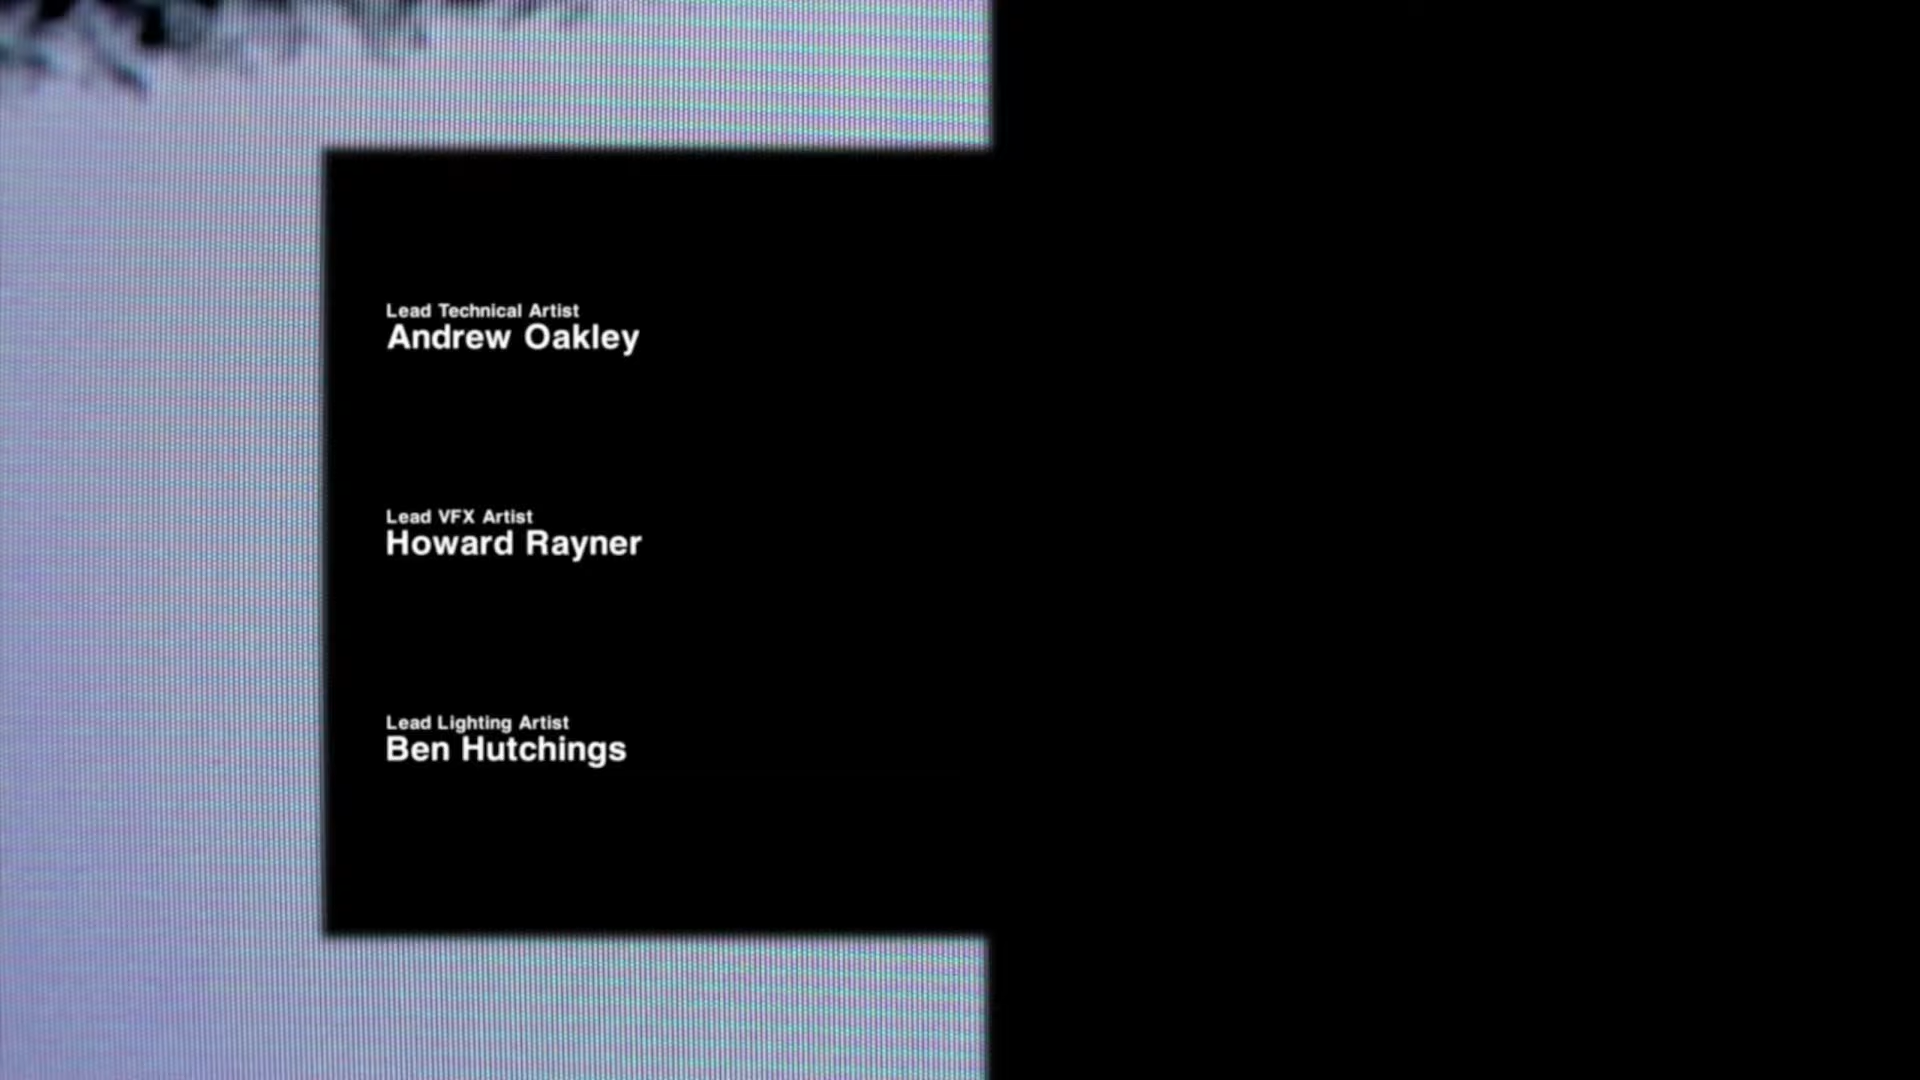 Lead Technical Artist
Andrew Oakley
Lead VFX Artist
Howard Rayner
Lead Lighting Artist
Ben Hutchings